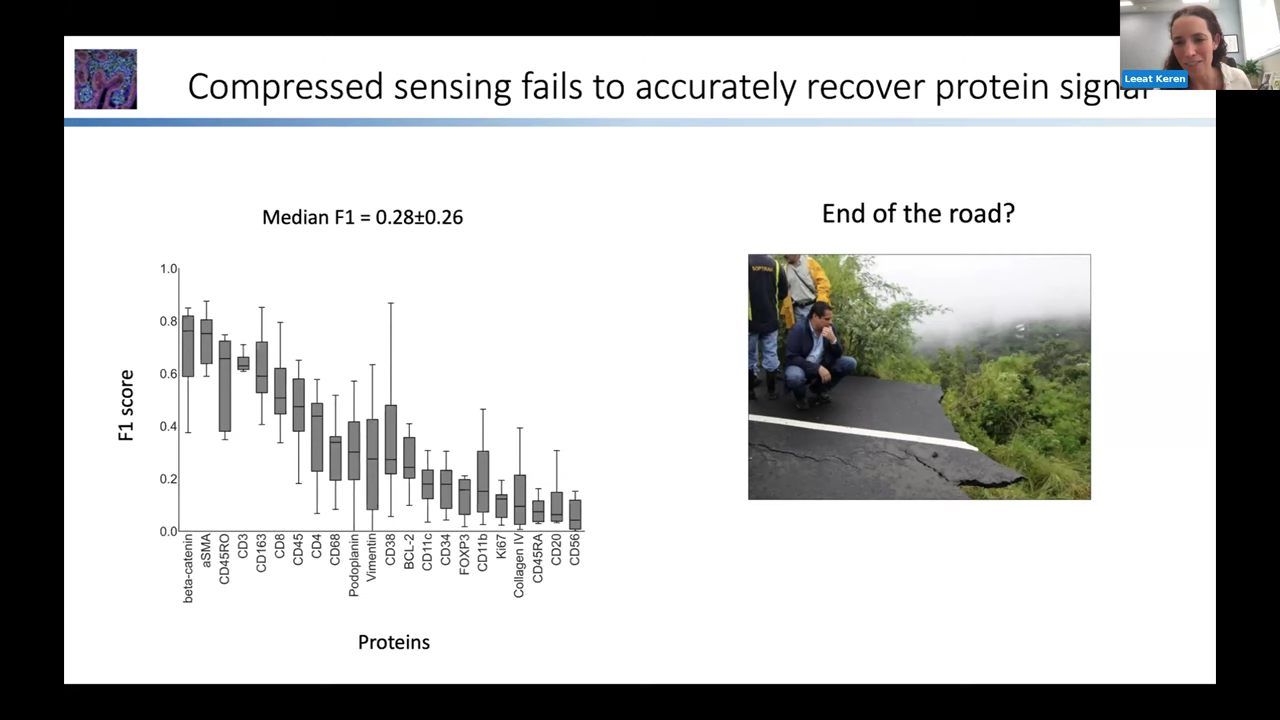 Compressed sensing fails to accurately recover protein signal
Leeat Keren
Median F1 = 0.28±0.26
End of the road?
1.0
0.8
0.6
0.4
0.2
0.0
F1 score
beta-catenin
aSMA
CD45RO
CD3
CD163
CD8
CD45
CD4
CD68
Podoplanin
Vimentin
CD38
BCL-2
CD11c
CD34
FOXP3
CD11b
Ki67
Collagen IV
CD45RA
CD20
CD56
Proteins